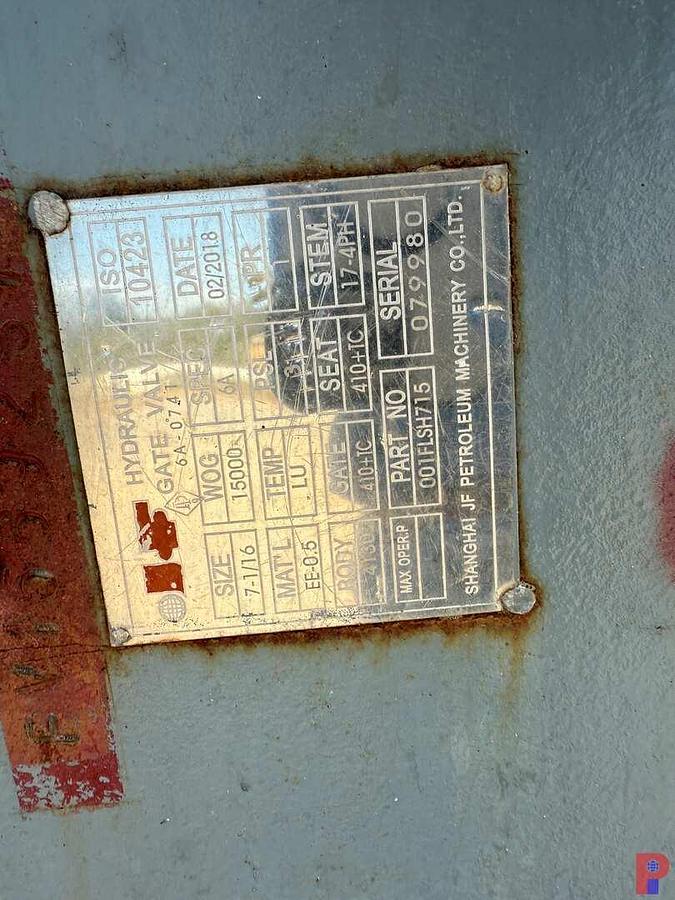 HYDRAULIC ISO
GATE VALVE 10423
6A-0741
SIZE WOG SPEC DATE
7-1/16 15000 6A 02/2018
MAT'L TEMP PSL PR
EE-0.5 LU 1
BODY GATE SEAT STEM
4130 410+TC 410+TC 17-4PH
MAX.OPER.P PART NO SERIAL
001FLSH715 079980
SHANGHAI JF PETROLEUM MACHINERY CO.,LTD.